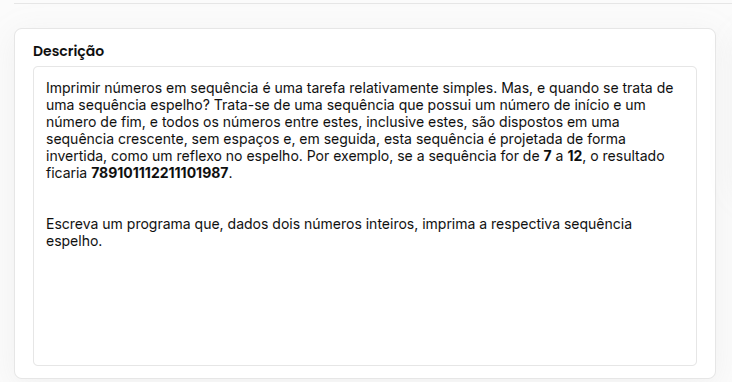 Descrição
Imprimir números em sequência é uma tarefa relativamente simples. Mas, e quando se trata de
uma sequência espelho? Trata-se de uma sequência que possui um número de início e um
número de fim, e todos os números entre estes, inclusive estes, são dispostos em uma
sequência crescente, sem espaços e, em seguida, esta sequência é projetada de forma
invertida, como um reflexo no espelho. Por exemplo, se a sequência for de 7 a 12, o resultado
ficaria 789101112211101987.
Escreva um programa que, dados dois números inteiros, imprima a respectiva sequência
espelho.